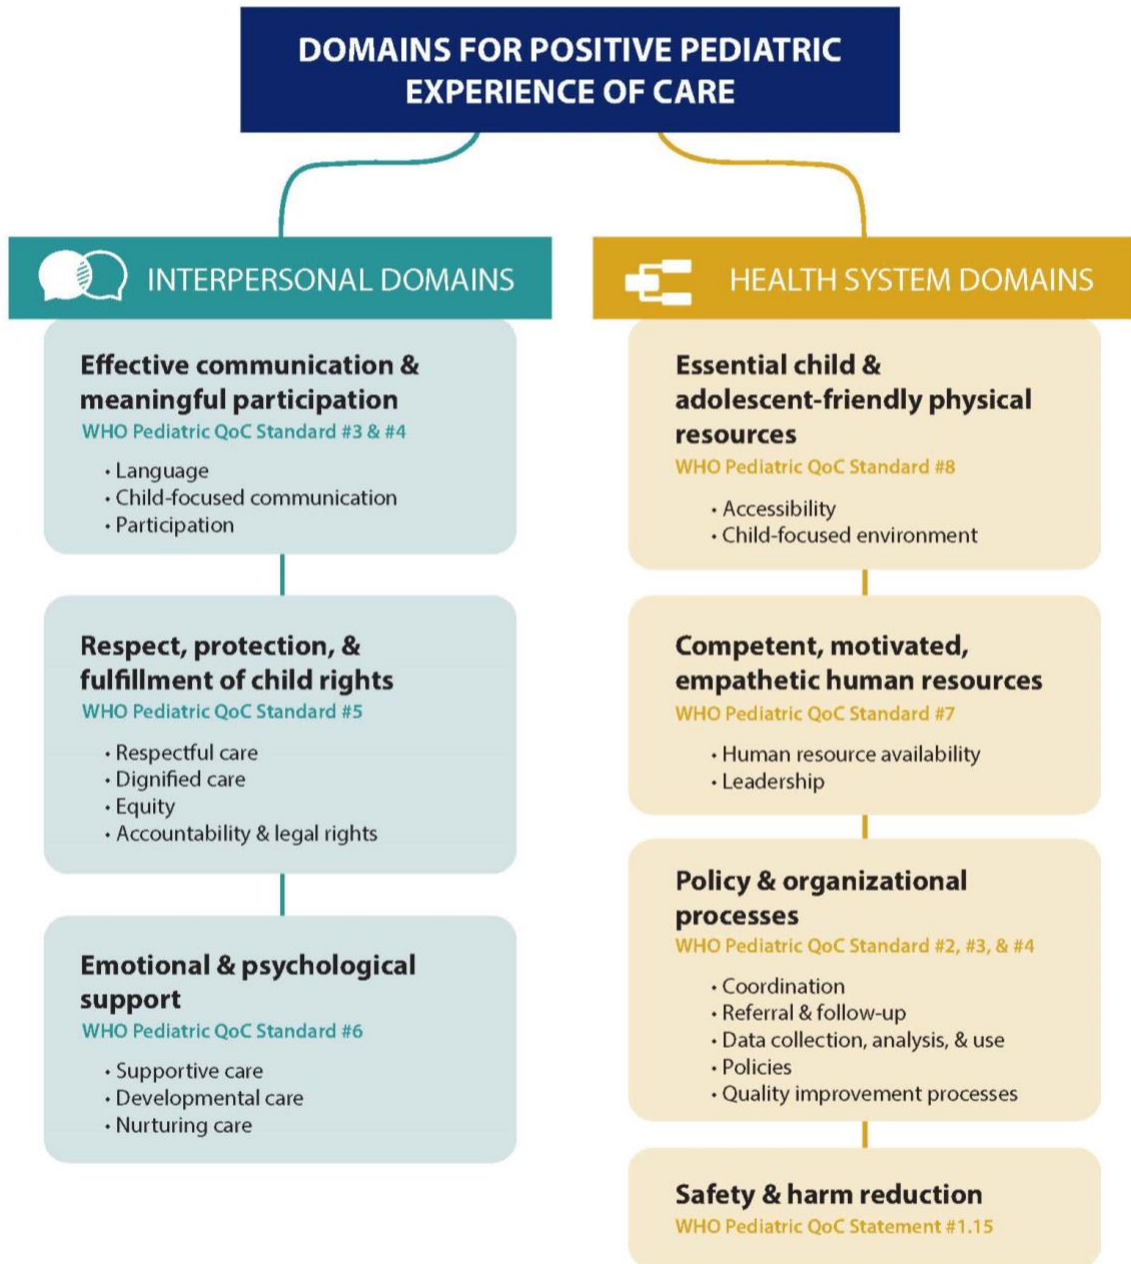 DOMAINS FOR POSITIVE PEDIATRIC
EXPERIENCE OF CARE
INTERPERSONAL DOMAINS
Effective communication &
meaningful participation
WHO Pediatric QoC Standard #3 & #4
• Language
• Child-focused communication
• Participation
Respect, protection, &
fulfillment of child rights
WHO Pediatric QoC Standard #5
• Respectful care
• Dignified care
• Equity
• Accountability & legal rights
Emotional & psychological
support
WHO Pediatric QoC Standard #6
• Supportive care
• Developmental care
• Nurturing care
HEALTH SYSTEM DOMAINS
Essential child &
adolescent-friendly physical
resources
WHO Pediatric QoC Standard #8
• Accessibility
• Child-focused environment
Competent, motivated,
empathetic human resources
WHO Pediatric QoC Standard #7
• Human resource availability
• Leadership
Policy & organizational
processes
WHO Pediatric QoC Standard #2, #3, & #4
• Coordination
• Referral & follow-up
• Data collection, analysis, & use
• Policies
• Quality improvement processes
Safety & harm reduction
WHO Pediatric QoC Statement #1.15